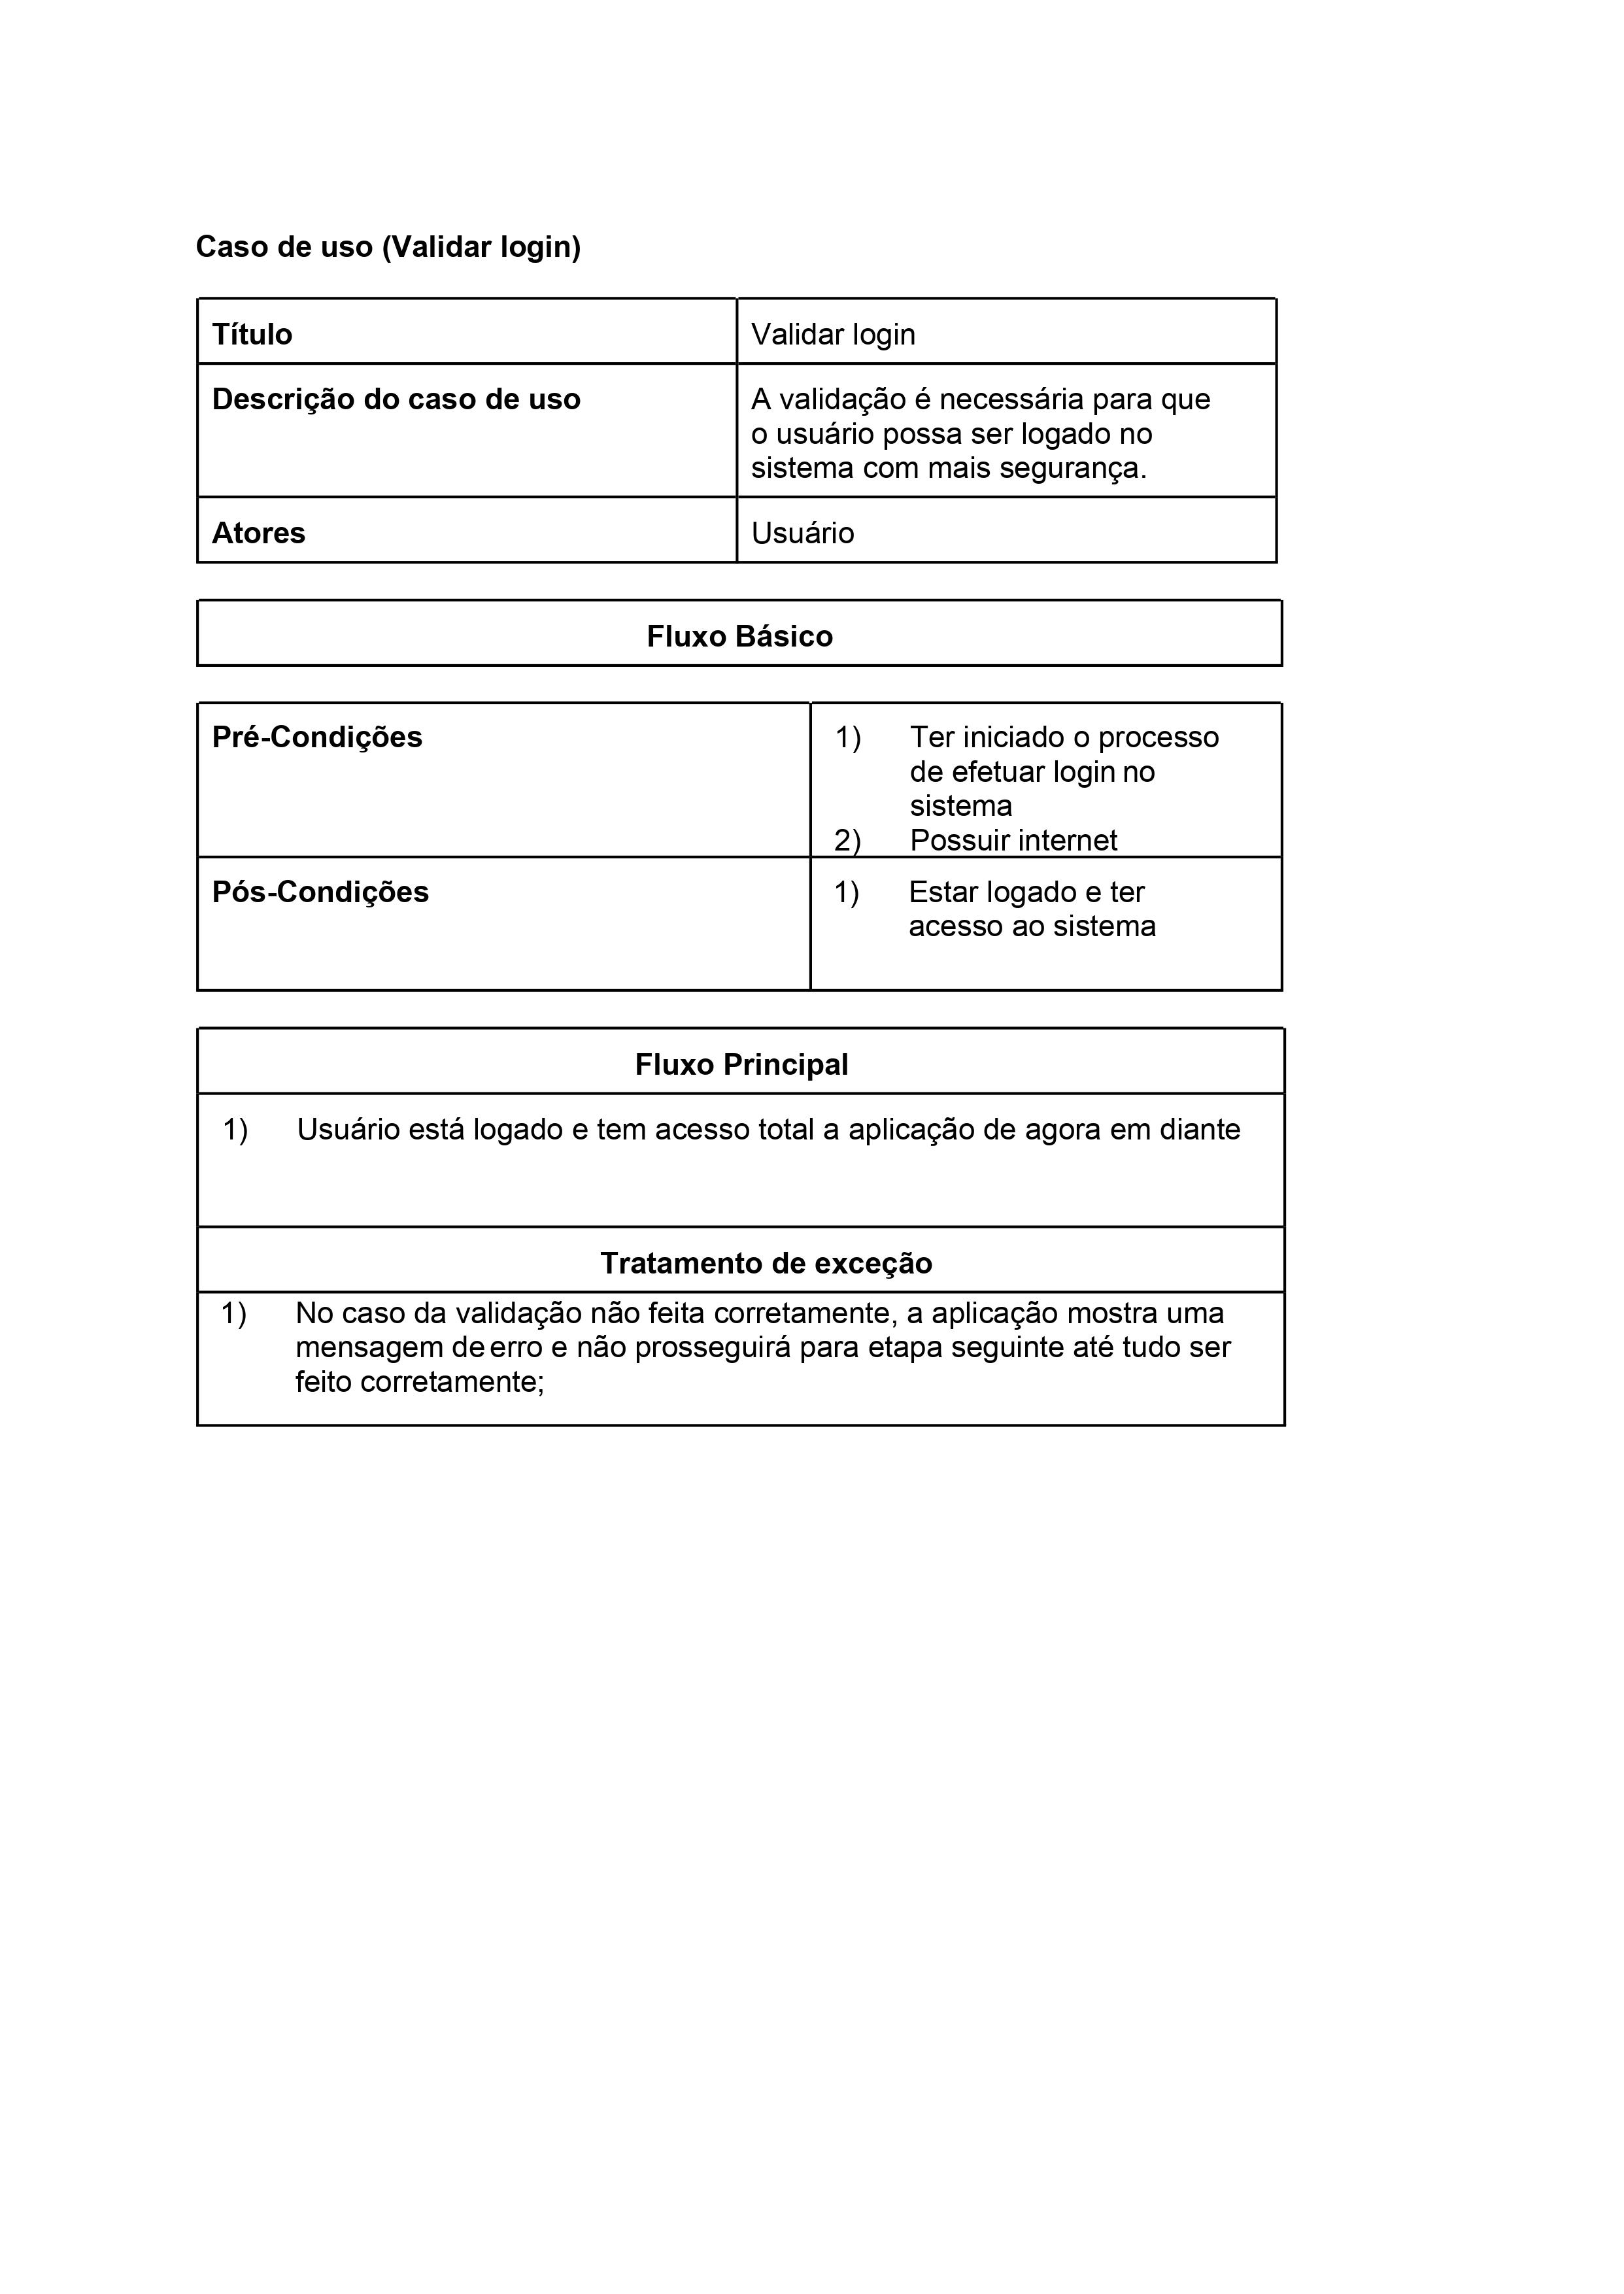 Caso de uso (Validar login)
Título
Validar login
Descrição do caso de uso
A validação é necessária para que
o usuário possa ser logado no
sistema com mais segurança.
Atores
Usuário
Fluxo Básico
Pré-Condições
1) Ter iniciado o processo
de efetuar login no
sistema
2) Possuir internet
Pós-Condições
1) Estar logado e ter
acesso ao sistema
Fluxo Principal
1) Usuário está logado e tem acesso total a aplicação de agora em diante
Tratamento de exceção
1) No caso da validação não feita corretamente, a aplicação mostra uma
mensagem de erro e não prosseguirá para etapa seguinte até tudo ser
feito corretamente;